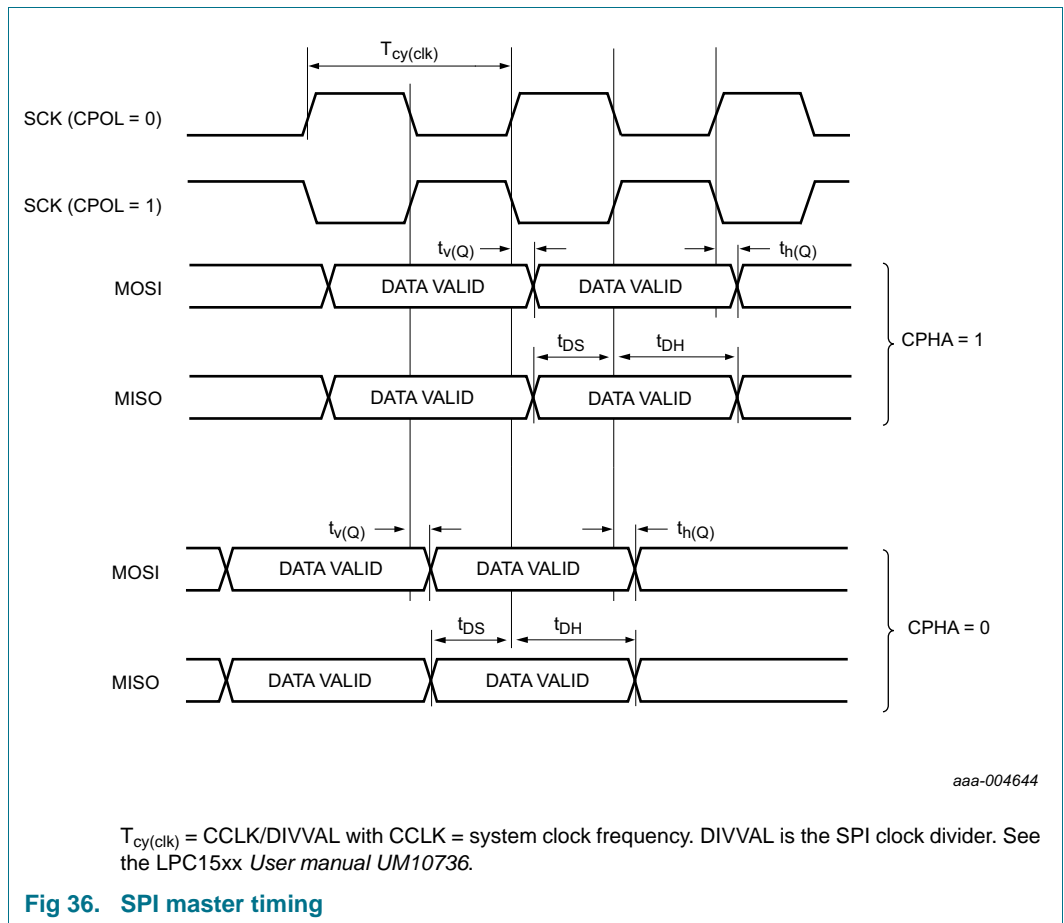 Tcy(clk)
SCK (CPOL = 0)
SCK (CPOL = 1)
tv(Q) th(Q)
MOSI DATA VALID DATA VALID
CPHA = 1
tDS tDH
MISO DATA VALID DATA VALID
tv(Q) th(Q)
MOSI DATA VALID DATA VALID
CPHA = 0
tDS tDH
MISO DATA VALID DATA VALID
aaa-004644
Tcy(clk) = CCLK/DIVVAL with CCLK = system clock frequency. DIVVAL is the SPI clock divider. See
the LPC15xx User manual UM10736.
Fig 36. SPI master timing